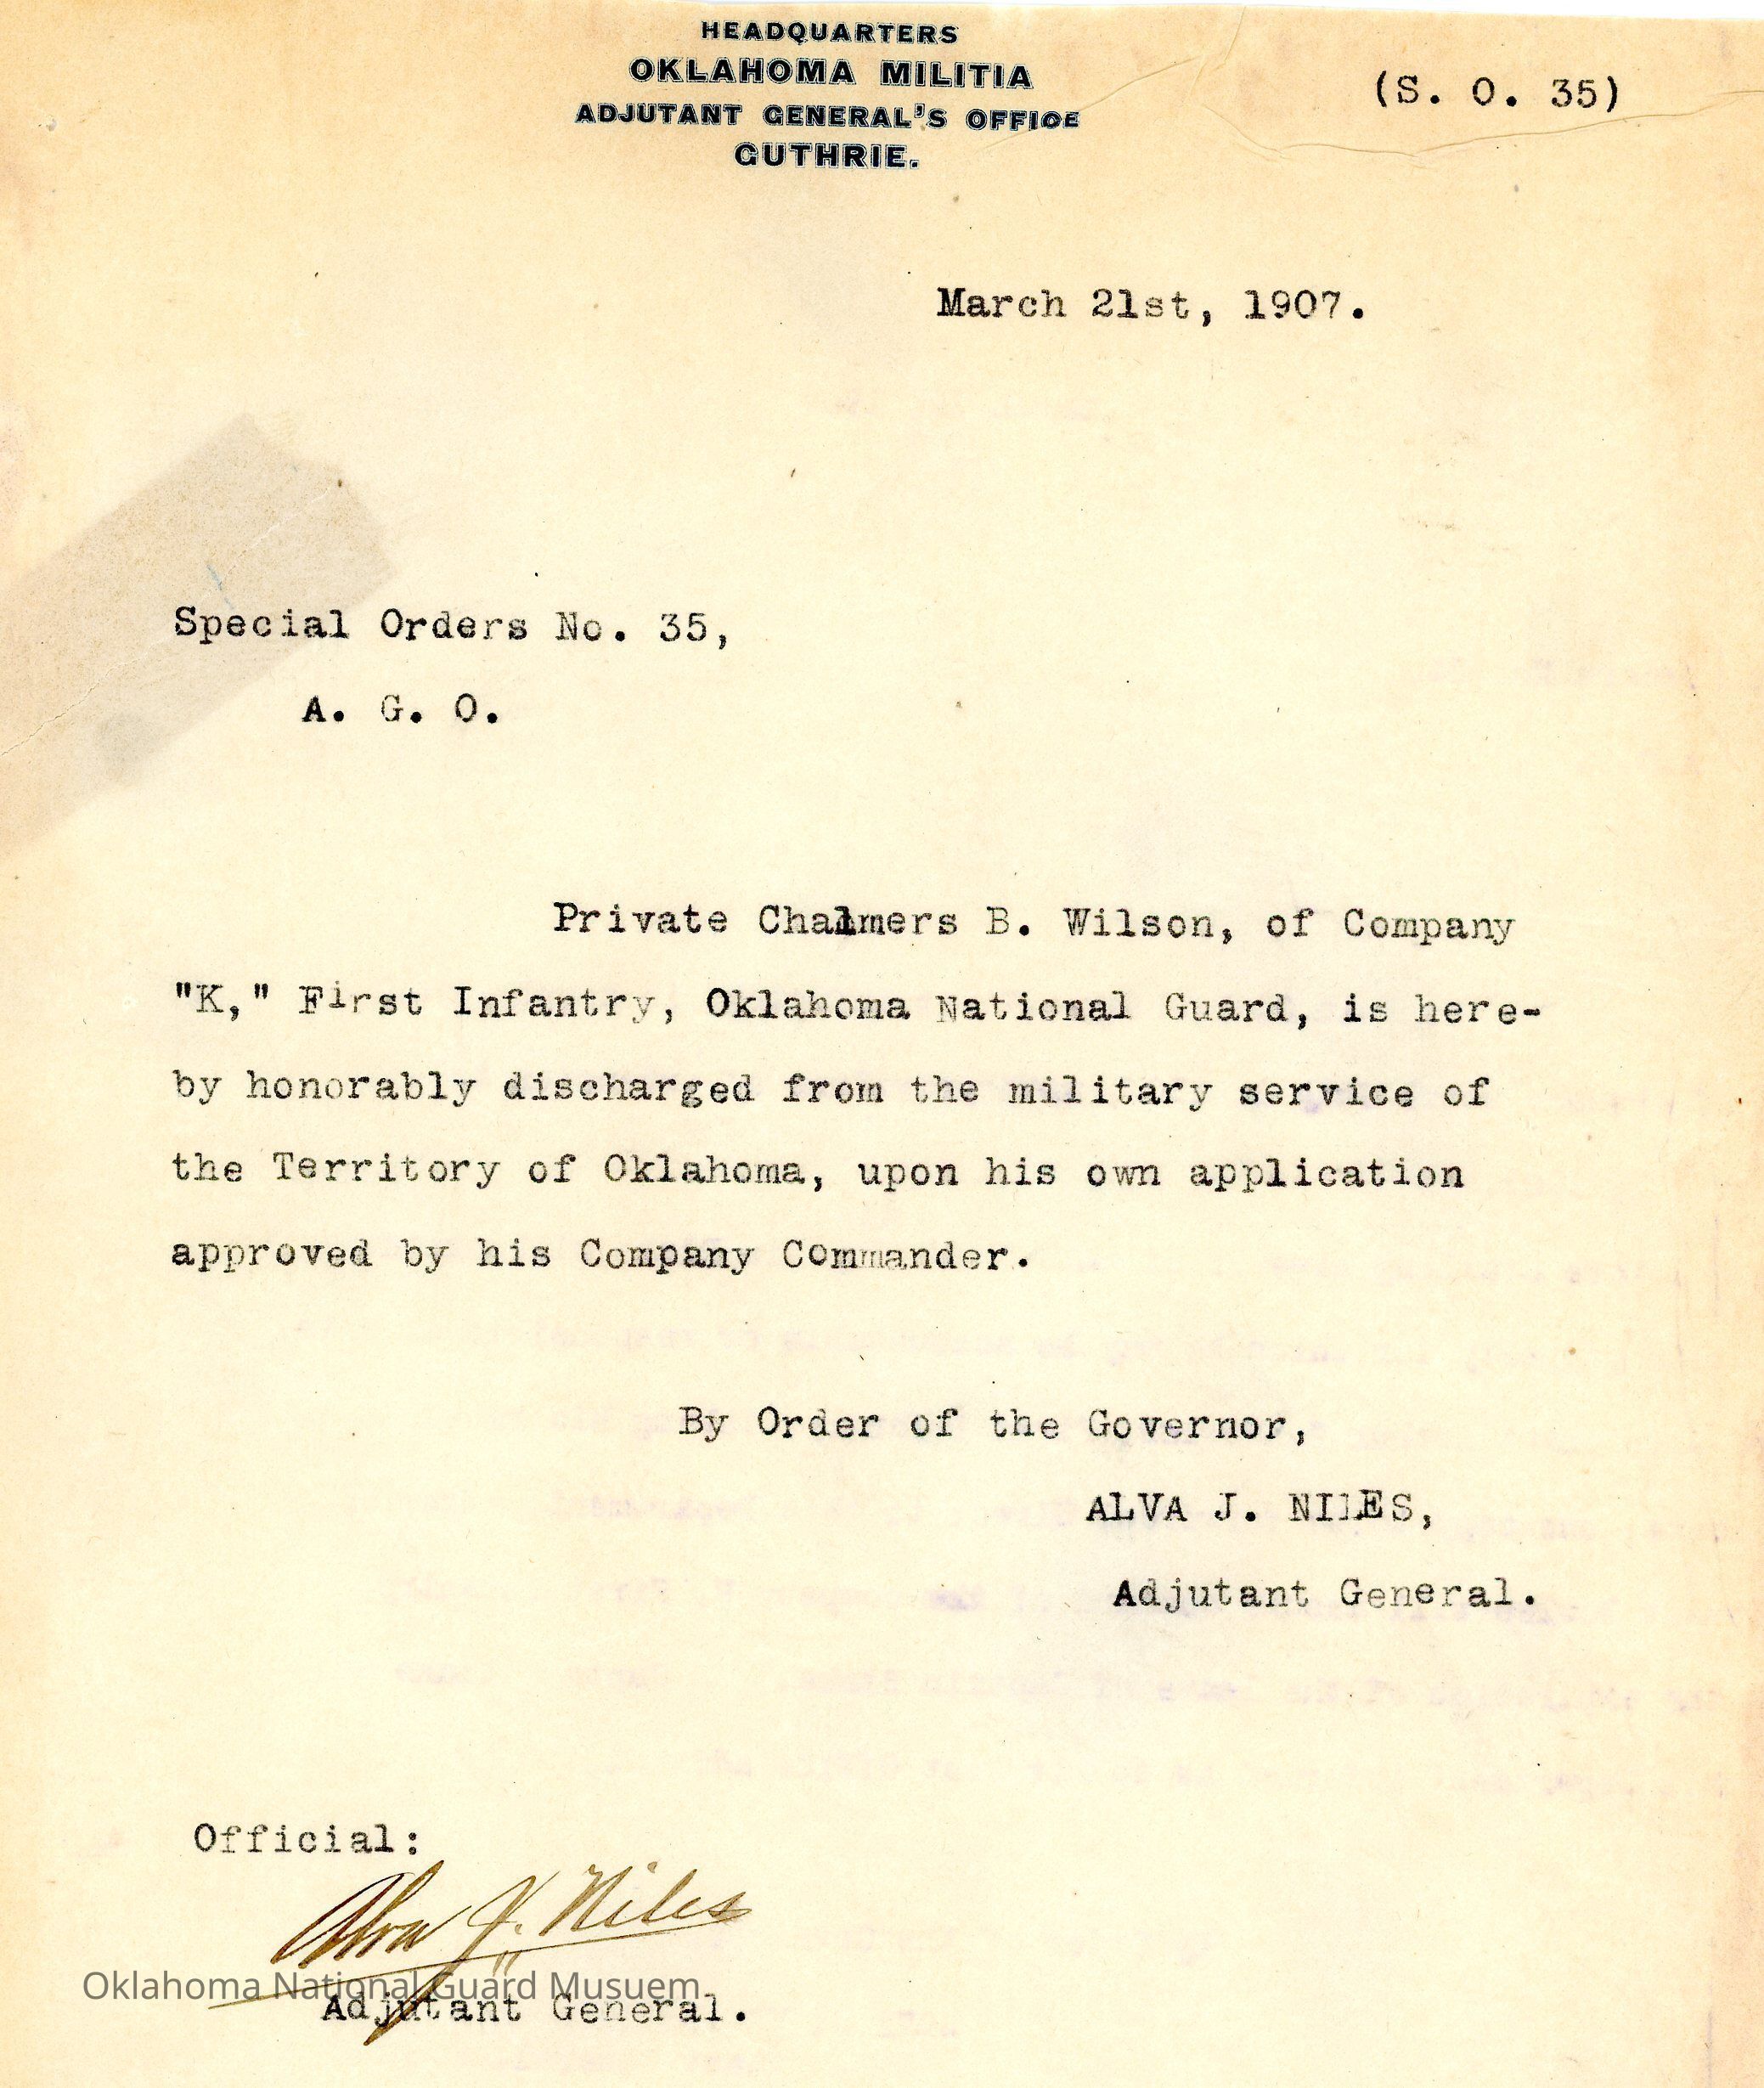 HEADQUARTERS
OKLAHOMA MILITIA
ADJUTANT GENERAL'S OFFICE
GUTHRIE.
(S. O. 35)
March 21st, 1907.
Special Orders No. 35,
A. G. O.
Private Chalmers B. Wilson, of Company
"K," First Infantry, Oklahoma National Guard, is here-
by honorably discharged from the military service of
the Territory of Oklahoma, upon his own application
approved by his Company Commander.
By Order of the Governor,
ALVA J. NILES,
Adjutant General.
Official:
Alva J. Niles
Oklahoma National Guard Musuem
Adjutant General.